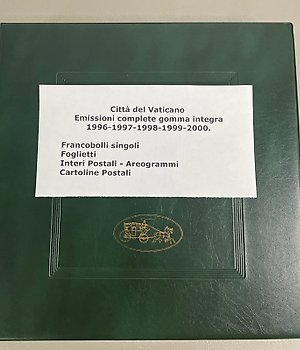 Città del Vaticano
Emissioni complete gomma integra
1996-1997-1998-1999-2000.
Francobolli singoli
Foglietti
Interi Postali - Areogrammi
Cartoline Postali